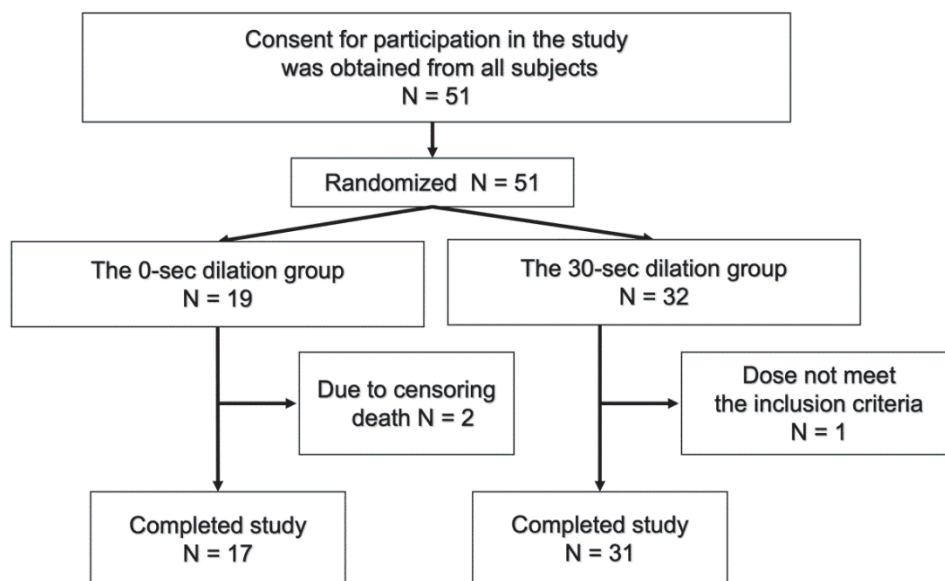 Consent for participation in the study
was obtained from all subjects
N = 51
Randomized N = 51
The 0-sec dilation group
N = 19
The 30-sec dilation group
N = 32
Due to censoring
death N = 2
Dose not meet
the inclusion criteria
N = 1
Completed study
N = 17
Completed study
N = 31